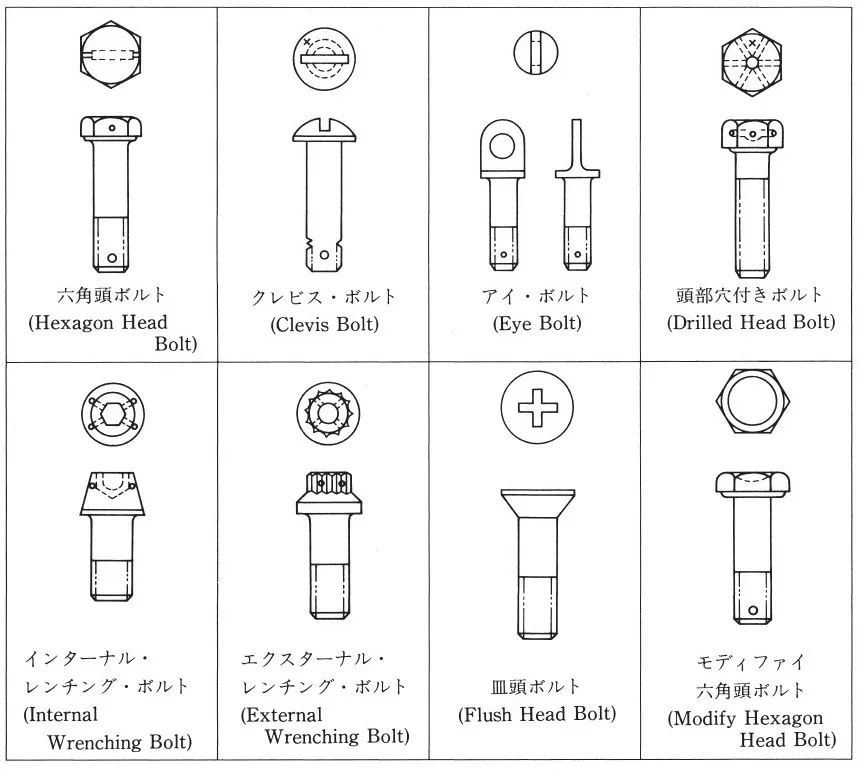 六角頭ボルト
(Hexagon Head
Bolt)
クレビス・ボルト
(Clevis Bolt)
アイ・ボルト
(Eye Bolt)
頭部穴付きボルト
(Drilled Head Bolt)
インターナル・
レンチング・ボルト
(Internal
Wrenching Bolt)
エクスターナル・
レンチング・ボルト
(External
Wrenching Bolt)
皿頭ボルト
(Flush Head Bolt)
モディファイ
六角頭ボルト
(Modify Hexagon
Head Bolt)